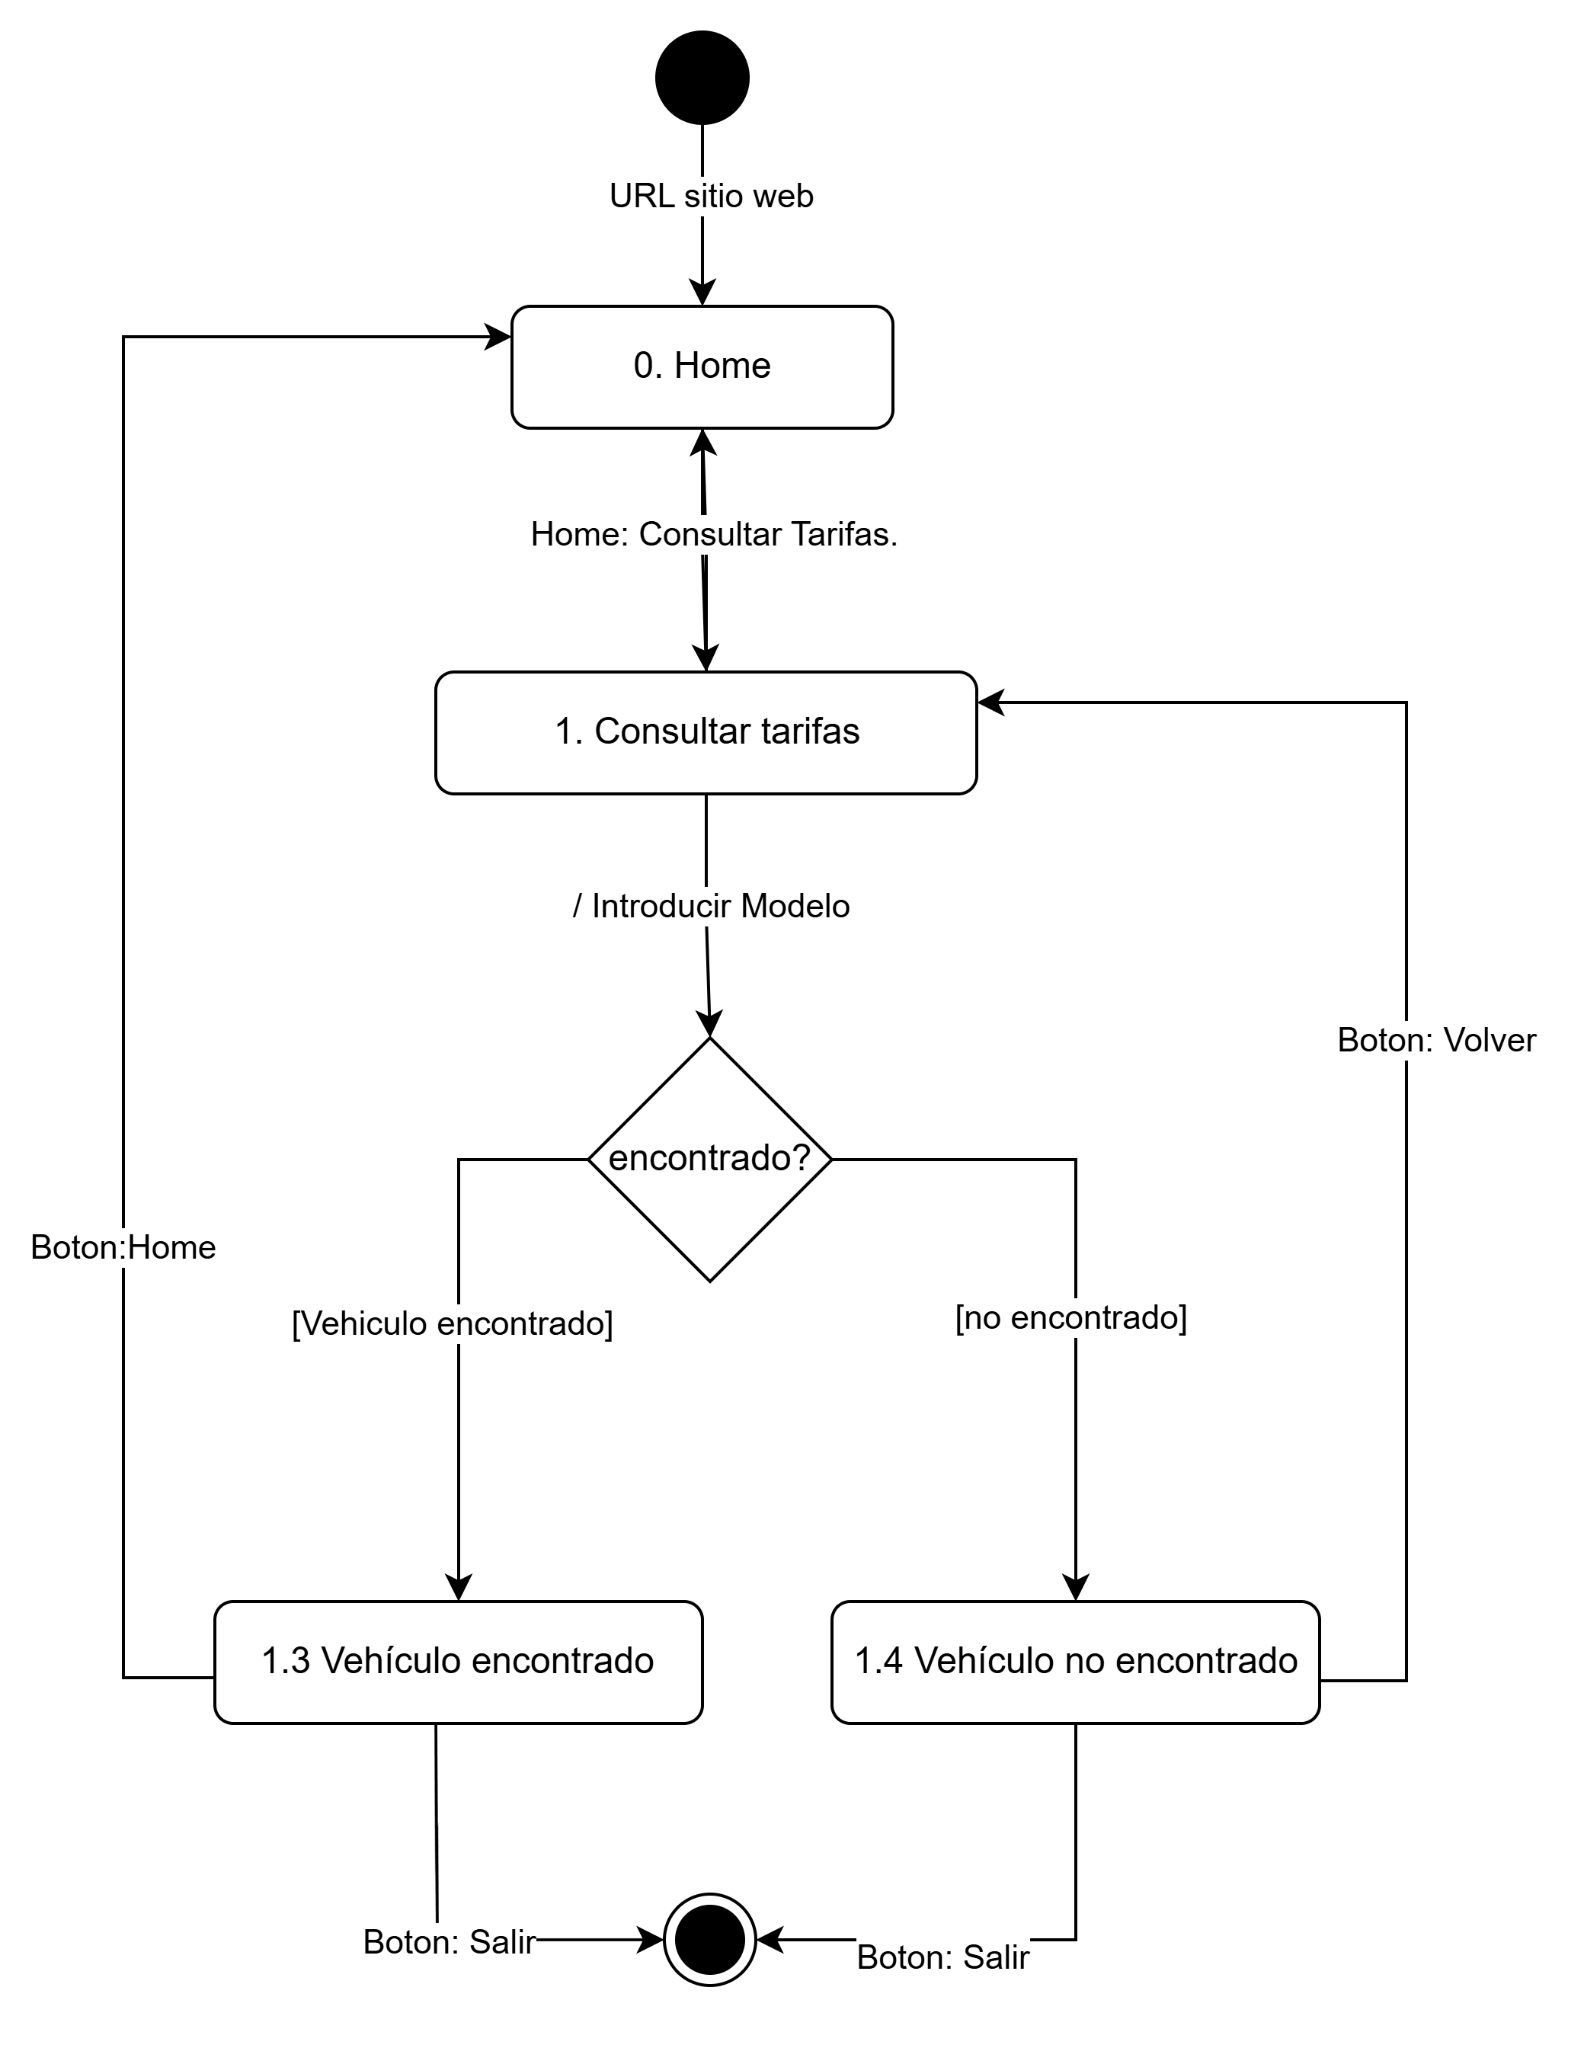 URL sitio web
0. Home
Home: Consultar Tarifas.
1. Consultar tarifas
/ Introducir Modelo
Boton: Volver
encontrado?
Boton:Home
[Vehiculo encontrado]
[no encontrado]
1.3 Vehículo encontrado
1.4 Vehículo no encontrado
Boton: Salir
Boton: Salir